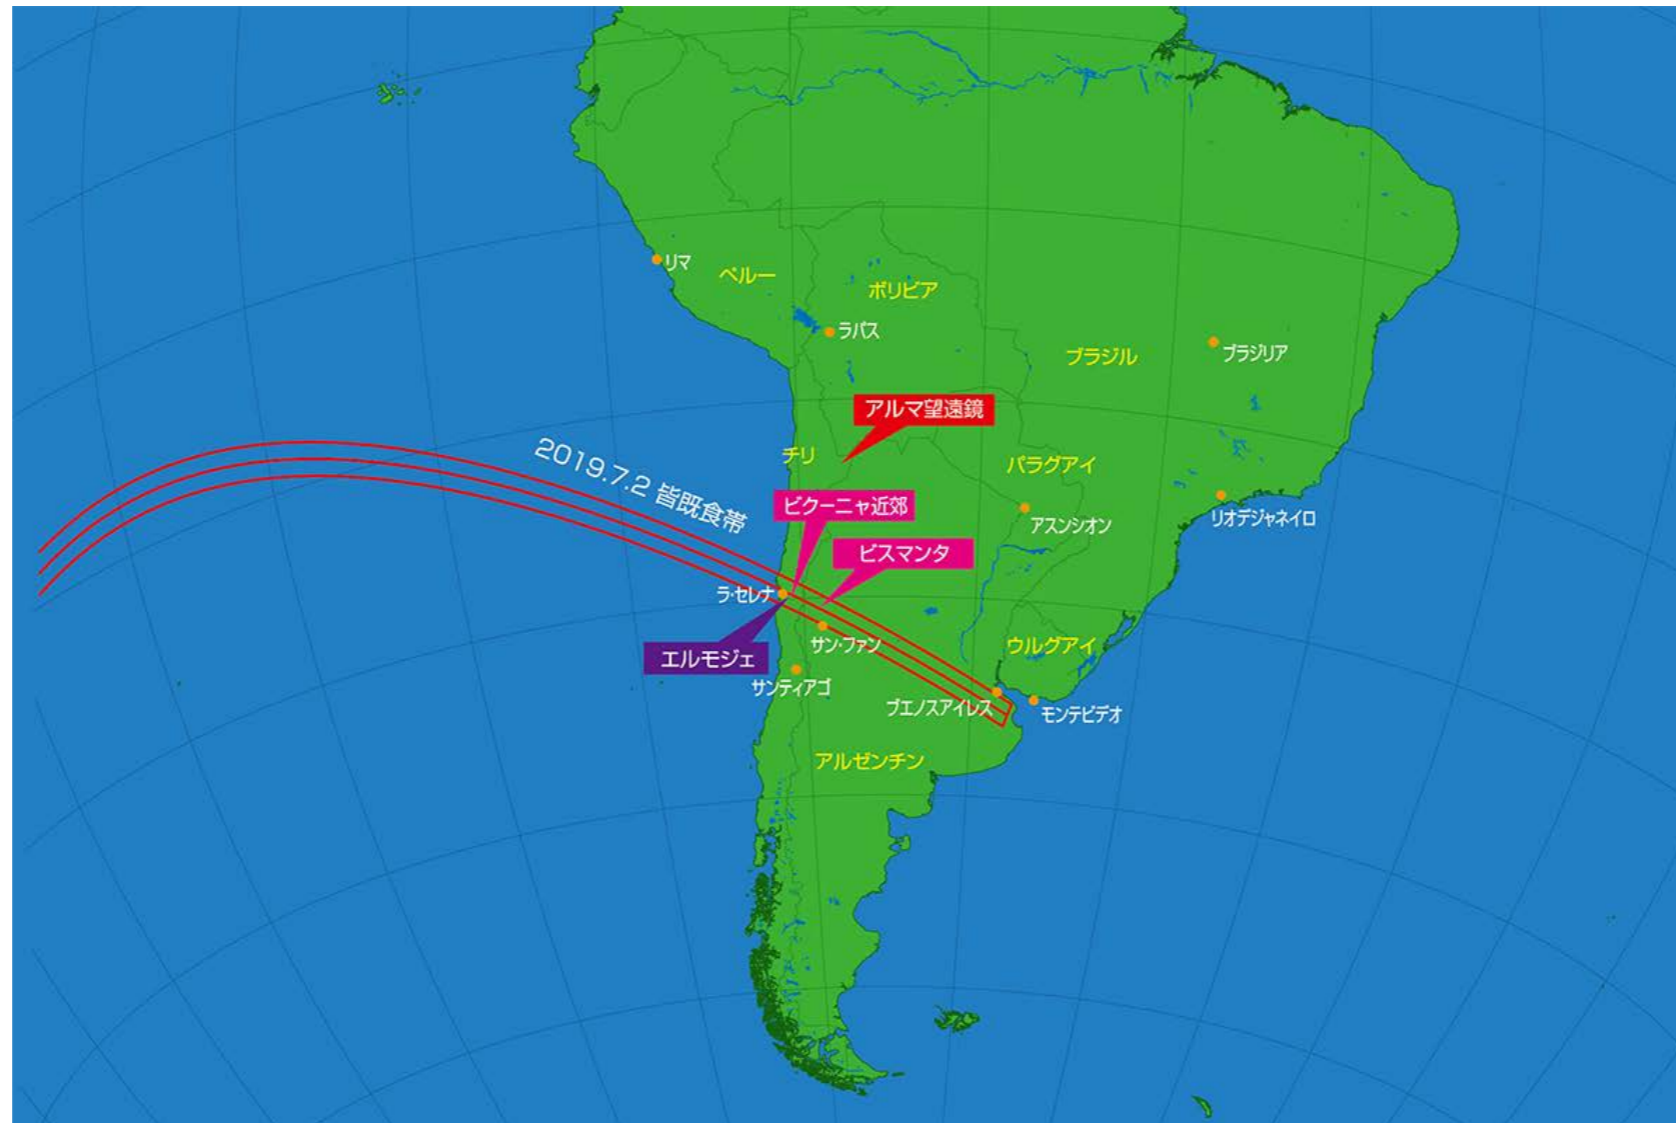 リマ
ペルー
ボリビア
ラパス
ブラジル
ブラジリア
アルマ望遠鏡
チリ
2019.7.2 皆既食帯
パラグアイ
ビクーニャ近郊
アスンシオン
リオデジャネイロ
ビスマンタ
ラ・セレナ
エルモジェ
サン・ファン
ウルグアイ
サンティアゴ
ブエノスアイレス
モンテビデオ
アルゼンチン